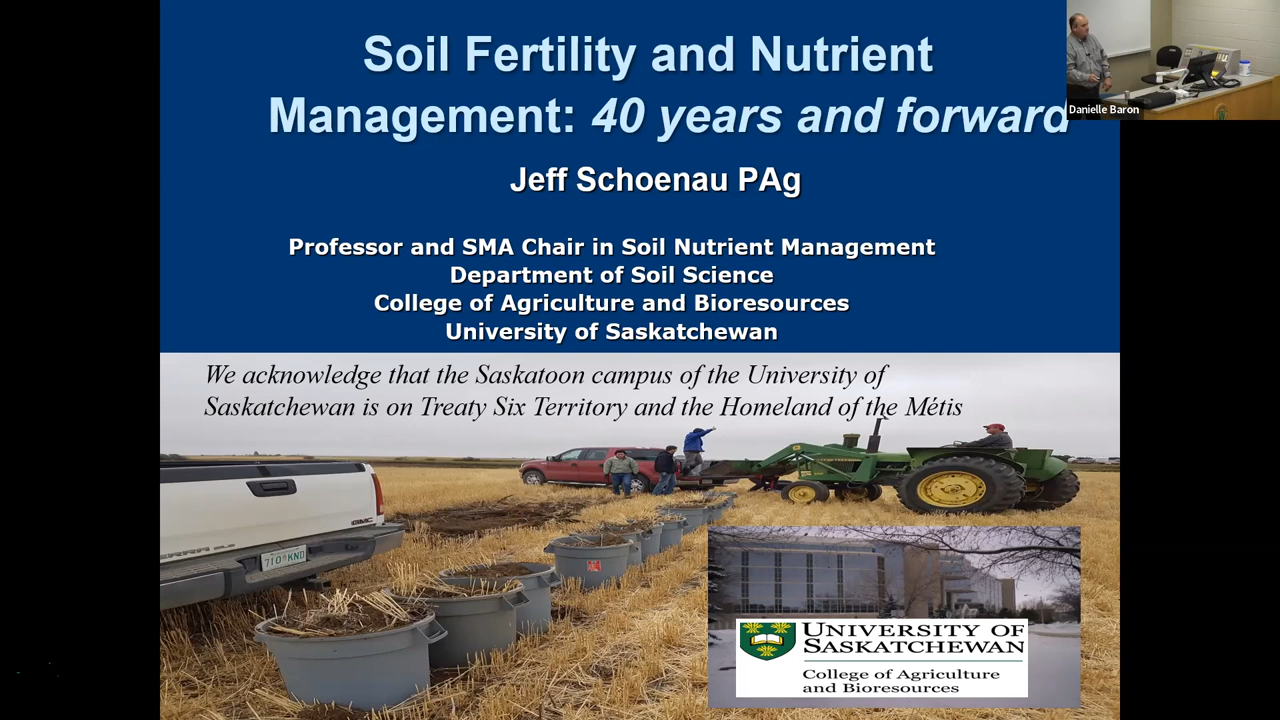 Soil Fertility and Nutrient
Management: 40 years and forward
Danielle Baron
Jeff Schoenau PAg
Professor and SMA Chair in Soil Nutrient Management
Department of Soil Science
College of Agriculture and Bioresources
University of Saskatchewan
We acknowledge that the Saskatoon campus of the University of
Saskatchewan is on Treaty Six Territory and the Homeland of the Métis
GMC
710 KND
UNIVERSITY OF
SASKATCHEWAN
College of Agriculture
and Bioresources